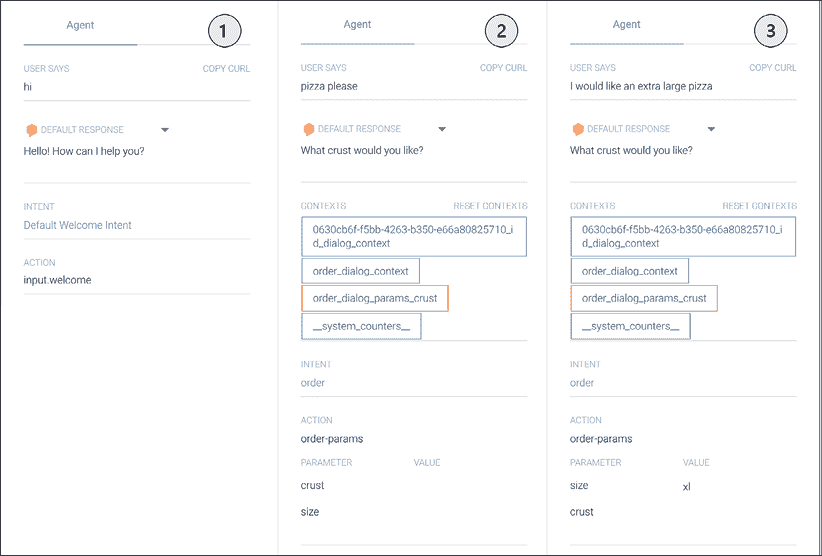 Agent
1
USER SAYS COPY CURL
hi
DEFAULT RESPONSE
Hello! How can I help you?
INTENT
Default Welcome Intent
ACTION
input.welcome
Agent
2
USER SAYS COPY CURL
pizza please
DEFAULT RESPONSE
What crust would you like?
CONTEXTS RESET CONTEXTS
0630cb6f-f5bb-4263-b350-e66a80825710_i
d_dialog_context
order_dialog_context
order_dialog_params_crust
__system_counters__
INTENT
order
ACTION
order-params
PARAMETER VALUE
crust
size
Agent
3
USER SAYS COPY CURL
I would like an extra large pizza
DEFAULT RESPONSE
What crust would you like?
CONTEXTS RESET CONTEXTS
0630cb6f-f5bb-4263-b350-e66a80825710_i
d_dialog_context
order_dialog_context
order_dialog_params_crust
__system_counters__
INTENT
order
ACTION
order-params
PARAMETER VALUE
size xl
crust